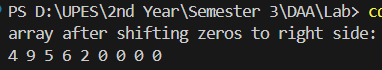 PS D:\UPES\2nd Year\Semester 3\DAA\Lab>
array after shifting zeros to right side:
4 9 5 6 2 0 0 0 0